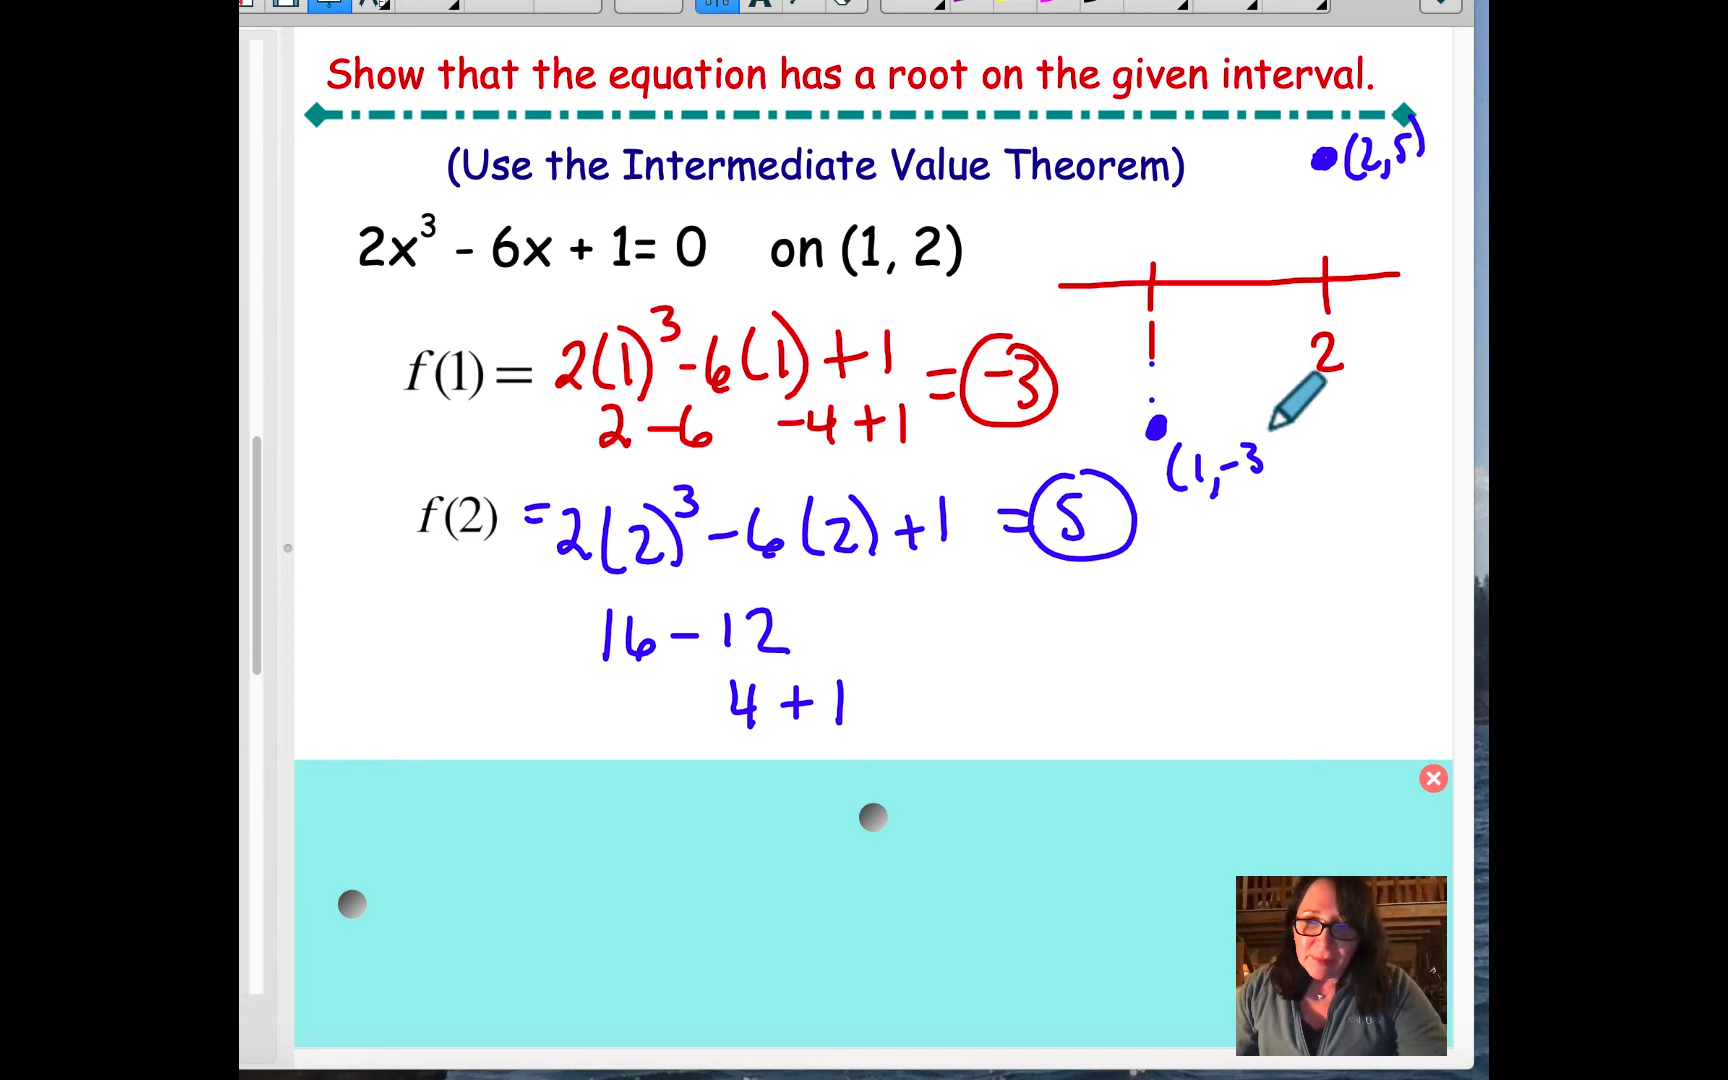 Show that the equation has a root on the given interval.
(Use the Intermediate Value Theorem)
(2,5)
2x³ - 6x + 1= 0 on (1, 2)
1 2
f(1) = 2(1)³ -6(1) +1 = -3
2 -6 -4 +1
(1,-3
f(2) = 2(2)³ -6(2) +1 = 5
16 - 12
4 + 1